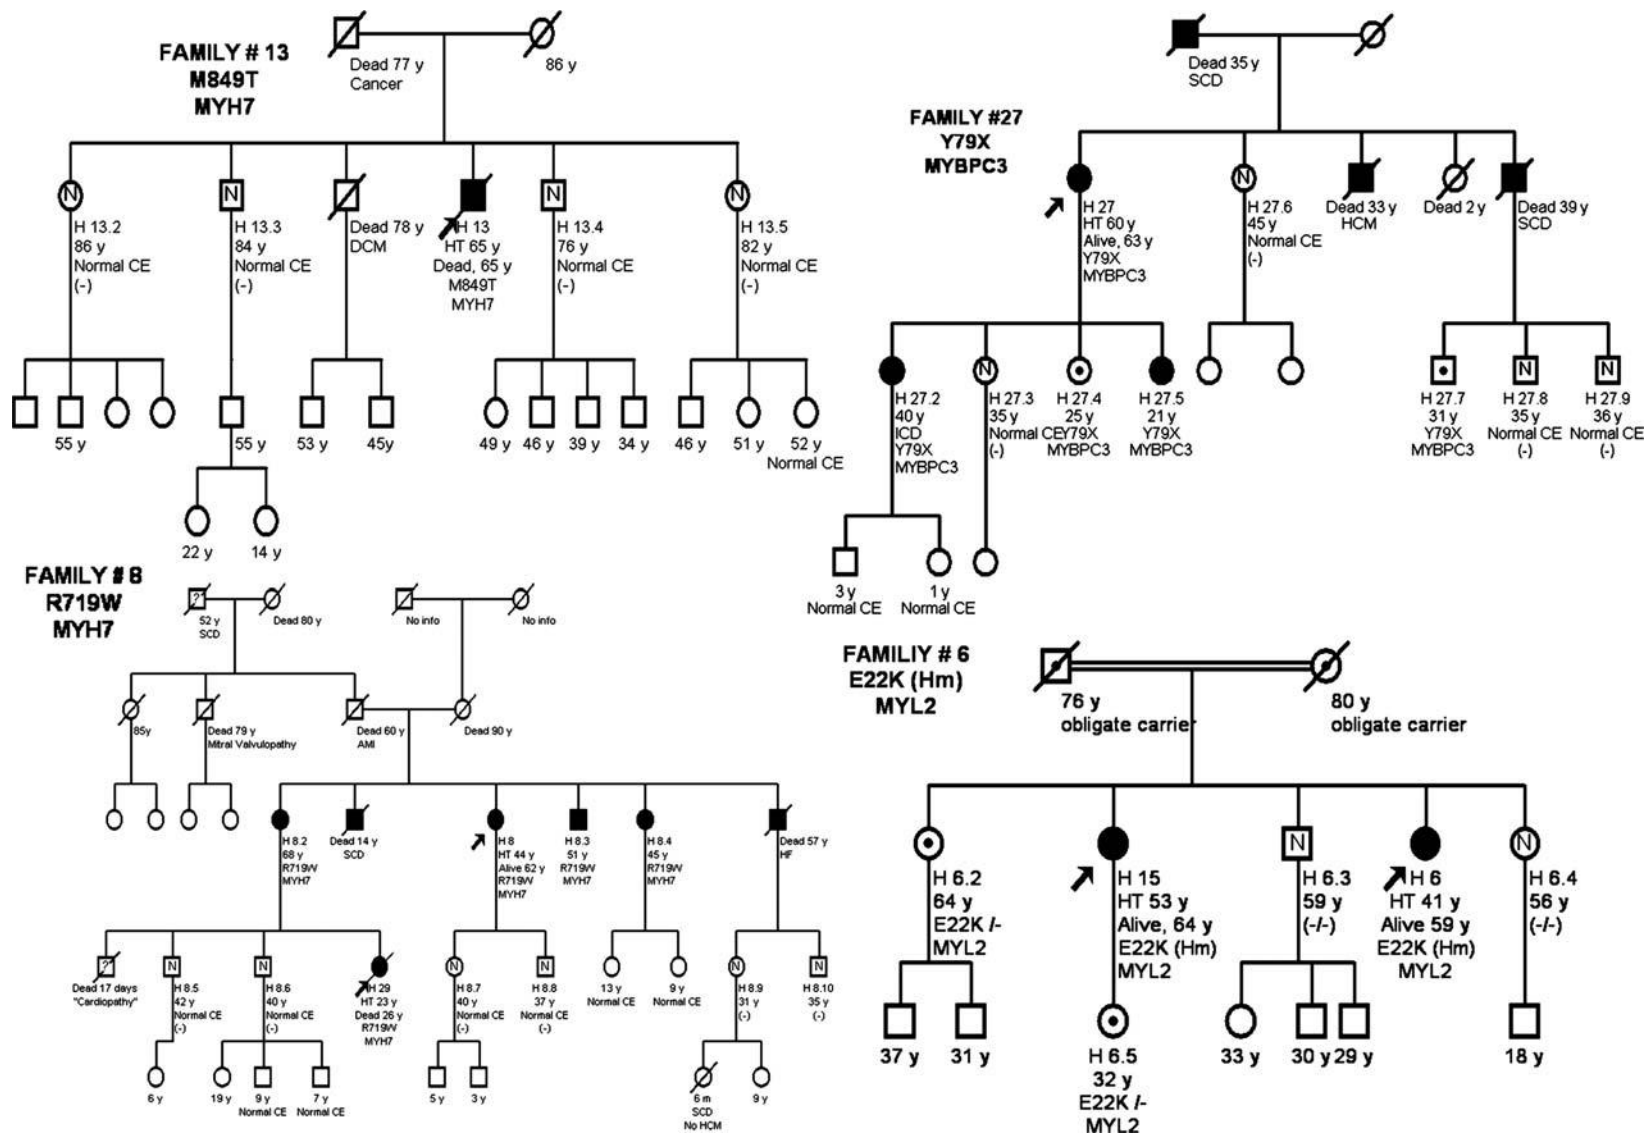 FAMILY # 13
M849T
MYH7
Dead 77 y
Cancer
86 y
N
H 13.2
86 y
Normal CE
(-)
N
H 13.3
84 y
Normal CE
(-)
Dead 78 y
DCM
H 13
HT 65 y
Dead, 65 y
M849T
MYH7
N
H 13.4
76 y
Normal CE
(-)
N
H 13.5
82 y
Normal CE
(-)
55 y
55 y
53 y
45y
49 y
46 y
39 y
34 y
46 y
51 y
52 y
Normal CE
22 y
14 y
FAMILY #27
Y79X
MYBPC3
Dead 35 y
SCD
H 27
HT 60 y
Alive, 63 y
Y79X
MYBPC3
N
H 27.6
45 y
Normal CE
(-)
Dead 33 y
HCM
Dead 2 y
Dead 39 y
SCD
H 27.2
40 y
ICD
Y79X
MYBPC3
N
H 27.3
35 y
Normal CE
(-)
H 27.4
25 y
Y79X
MYBPC3
H 27.5
21 y
Y79X
MYBPC3
H 27.7
31 y
Y79X
MYBPC3
N
H 27.8
35 y
Normal CE
(-)
N
H 27.9
36 y
Normal CE
(-)
3 y
Normal CE
1 y
Normal CE
FAMILY # 8
R719W
MYH7
?
52 y
SCD
Dead 80 y
No info
No info
85y
Dead 79 y
Mitral Valvulopathy
Dead 60 y
AMI
Dead 90 y
H 8.2
68 y
R719W
MYH7
Dead 14 y
SCD
H 8
HT 44 y
Alive 62 y
R719W
MYH7
H 8.3
51 y
R719W
MYH7
H 8.4
45 y
R719W
MYH7
Dead 57 y
HF
?
Dead 17 days
"Cardiopathy"
N
H 8.5
42 y
Normal CE
(-)
N
H 8.6
40 y
Normal CE
(-)
H 29
HT 23 y
Dead 26 y
R719W
MYH7
N
H 8.7
40 y
Normal CE
(-)
N
H 8.8
37 y
Normal CE
(-)
13 y
Normal CE
9 y
Normal CE
N
H 8.9
31 y
(-)
N
H 8.10
35 y
(-)
6 y
19 y
9 y
Normal CE
7 y
Normal CE
5 y
3 y
6 m
SCD
No HCM
9 y
FAMILIY # 6
E22K (Hm)
MYL2
76 y
obligate carrier
80 y
obligate carrier
H 6.2
64 y
E22K /-
MYL2
H 15
HT 53 y
Alive, 64 y
E22K (Hm)
MYL2
N
H 6.3
59 y
(-/-)
H 6
HT 41 y
Alive 59 y
E22K (Hm)
MYL2
N
H 6.4
56 y
(-/-)
37 y
31 y
H 6.5
32 y
E22K /-
MYL2
33 y
30 y
29 y
18 y